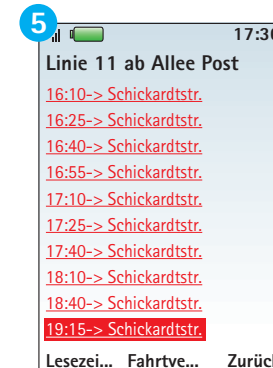 5
17:30
Linie 11 ab Allee Post
16:10-> Schickardtstr.
16:25-> Schickardtstr.
16:40-> Schickardtstr.
16:55-> Schickardtstr.
17:10-> Schickardtstr.
17:25-> Schickardtstr.
17:40-> Schickardtstr.
18:10-> Schickardtstr.
18:40-> Schickardtstr.
19:15-> Schickardtstr.
Lesezei... Fahrtve... Zurück